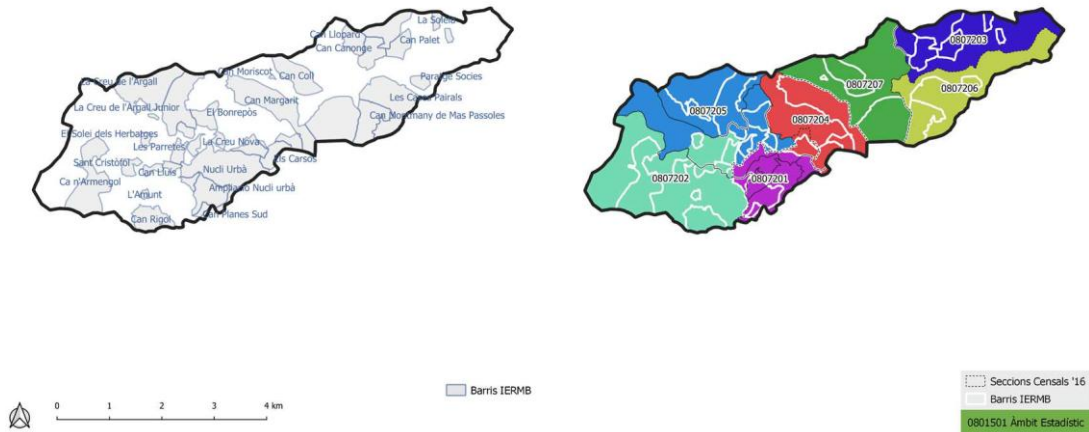 La Soleia
Can Llopard
Can Palet
Can Canonge
Can Moriscot
Can Coll
Paratge Socies
La Creu de l'Argall
Can Margarit
Les Cases Pairals
La Creu de l'Argall Junior
El Bonrepòs
Can Montmany de Mas Passoles
El Solei dels Herbatges
Les Parretes
La Creu Nova
Els Carsos
Sant Cristòfol
Can Lluís
Nucli Urbà
Ca n'Armengol
Ampliació Nucli urbà
L'Amunt
Can Rigol
Can Planes Sud
0807203
0807207
0807206
0807205
0807204
0807201
0807202
Barris IERMB
0 1 2 3 4 km
Seccions Censals '16
Barris IERMB
0801501 Àmbit Estadístic